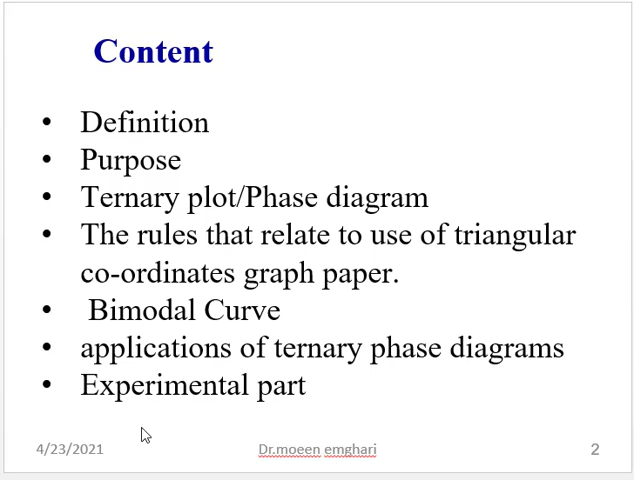 Content
• Definition
• Purpose
• Ternary plot/Phase diagram
• The rules that relate to use of triangular
co-ordinates graph paper.
• Bimodal Curve
• applications of ternary phase diagrams
• Experimental part
4/23/2021 Dr.moeen emghari 2